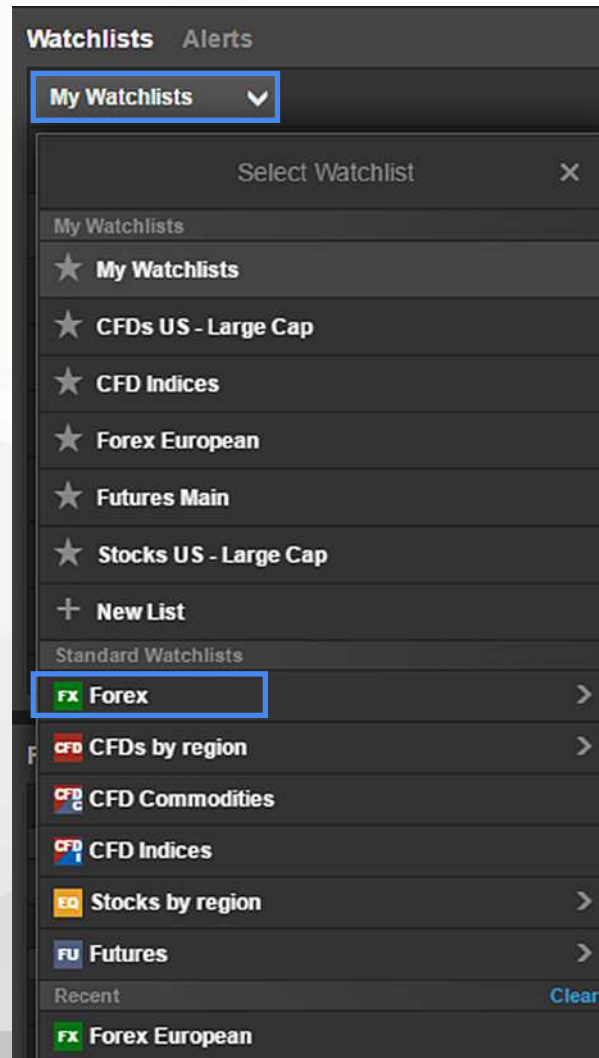 Watchlists Alerts
My Watchlists
Select Watchlist ×
My Watchlists
My Watchlists
CFDs US - Large Cap
CFD Indices
Forex European
Futures Main
Stocks US - Large Cap
+ New List
Standard Watchlists
FX Forex
CFD CFDs by region
CFD C CFD Commodities
CFD I CFD Indices
EQ Stocks by region
FU Futures
Recent Clear
FX Forex European